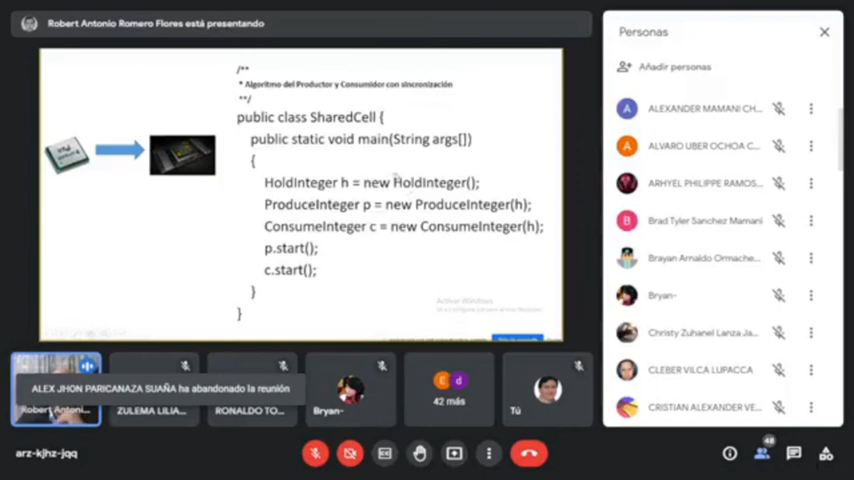 Robert Antonio Romero Flores está presentando
/**
* Algoritmo del Productor y Consumidor con sincronización
**/
public class SharedCell {
public static void main(String args[])
{
HoldInteger h = new HoldInteger();
ProduceInteger p = new ProduceInteger(h);
ConsumeInteger c = new ConsumeInteger(h);
p.start();
c.start();
}
}
Activar Windows
Personas
Añadir personas
ALEXANDER MAMANI CH...
ALVARO UBER OCHOA C...
ARHYEL PHILIPPE RAMOS...
Brad Tyler Sanchez Mamani
Brayan Arnaldo Ormache...
Bryan-
Christy Zuhanel Lanza Ja...
CLEBER VILCA LUPACCA
CRISTIAN ALEXANDER VE...
ALEX JHON PARICANAZA SUAÑA ha abandonado la reunión
Robert Antoni...
ZULEMA LILIA...
RONALDO TO...
Bryan-
E d
42 más
Tú
arz-kjhz-jqq
48